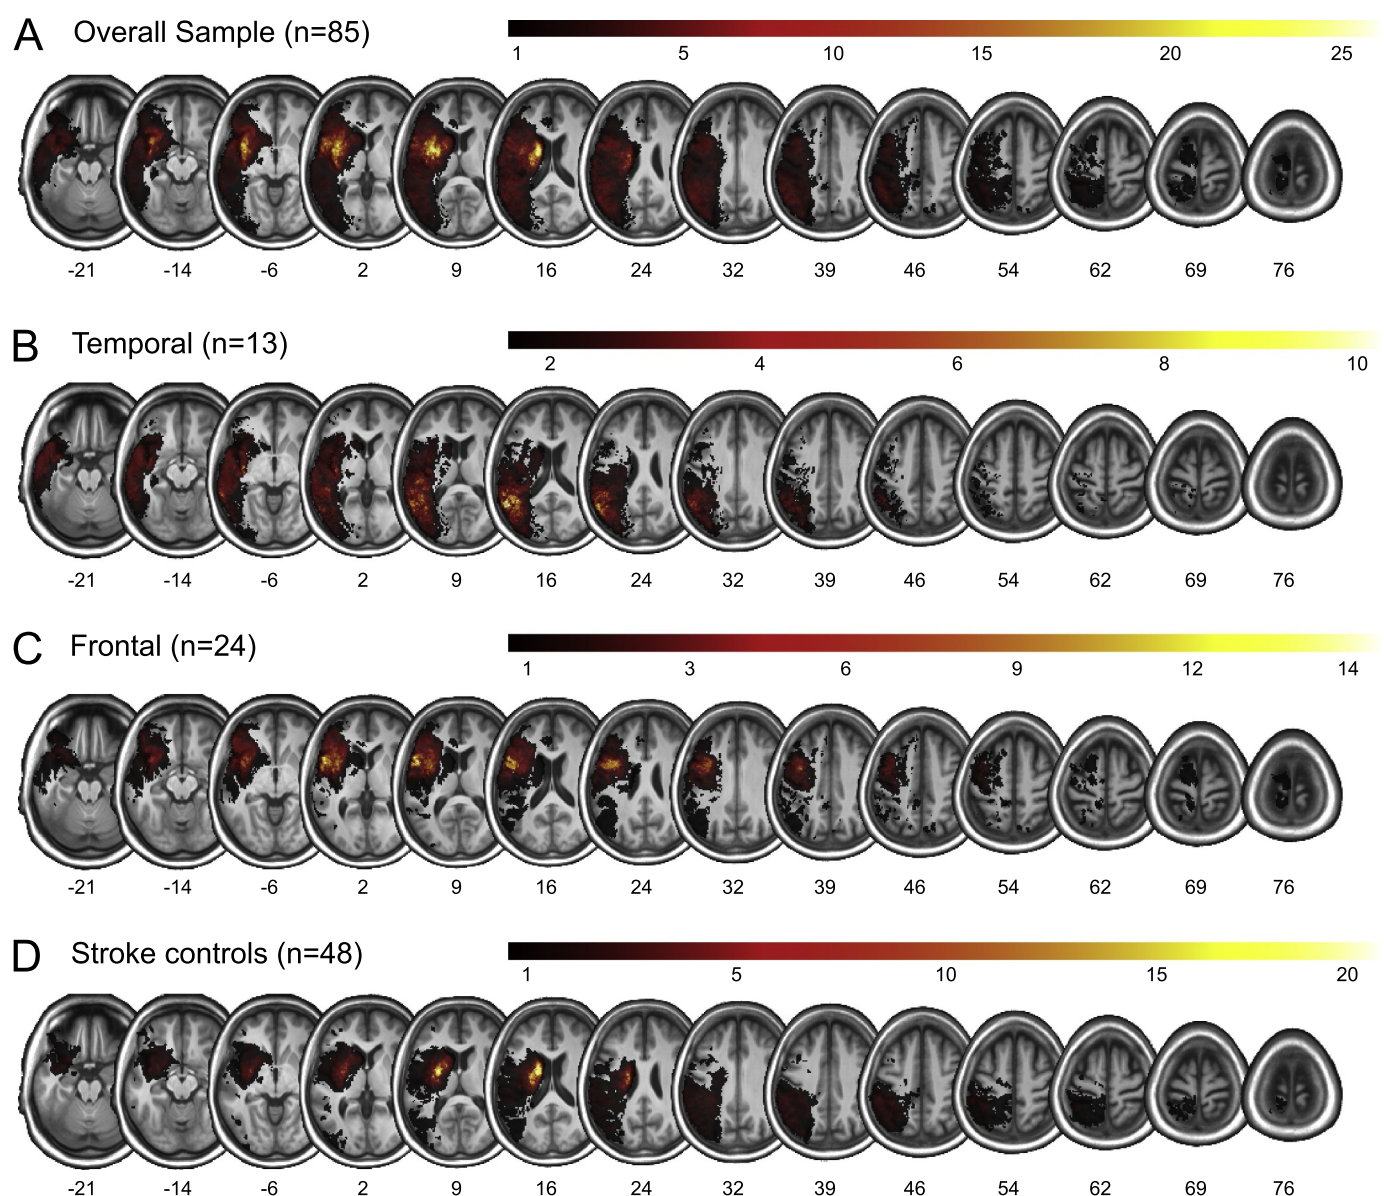 A Overall Sample (n=85)
1 5 10 15 20 25
-21 -14 -6 2 9 16 24 32 39 46 54 62 69 76
B Temporal (n=13)
2 4 6 8 10
-21 -14 -6 2 9 16 24 32 39 46 54 62 69 76
C Frontal (n=24)
1 3 6 9 12 14
-21 -14 -6 2 9 16 24 32 39 46 54 62 69 76
D Stroke controls (n=48)
1 5 10 15 20
-21 -14 -6 2 9 16 24 32 39 46 54 62 69 76